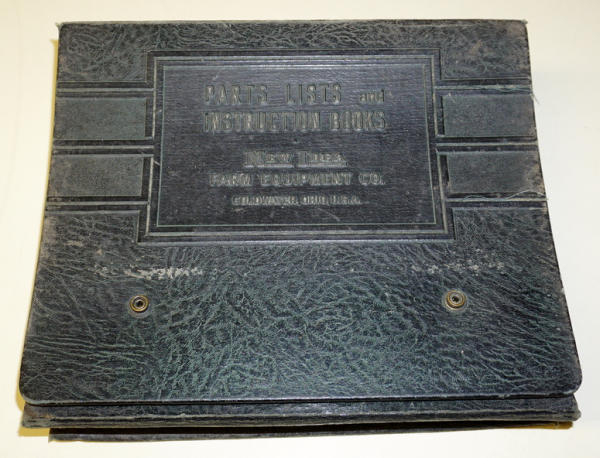 PARTS LISTS and
INSTRUCTION BOOKS
NEW IDEA
FARM EQUIPMENT CO.
COLDWATER, OHIO, U.S.A.